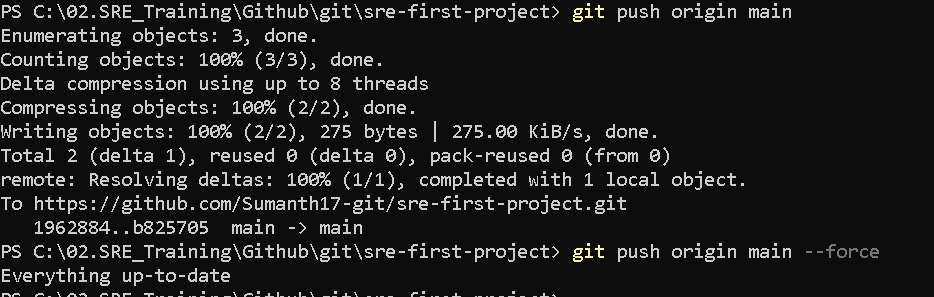 PS C:\02.SRE_Training\Github\git\sre-first-project> git push origin main
Enumerating objects: 3, done.
Counting objects: 100% (3/3), done.
Delta compression using up to 8 threads
Compressing objects: 100% (2/2), done.
Writing objects: 100% (2/2), 275 bytes | 275.00 KiB/s, done.
Total 2 (delta 1), reused 0 (delta 0), pack-reused 0 (from 0)
remote: Resolving deltas: 100% (1/1), completed with 1 local object.
To https://github.com/Sumanth17-git/sre-first-project.git
   1962884..b825705  main -> main
PS C:\02.SRE_Training\Github\git\sre-first-project> git push origin main --force
Everything up-to-date
PS C:\02.SRE_Training\Github\git\sre-first-project>